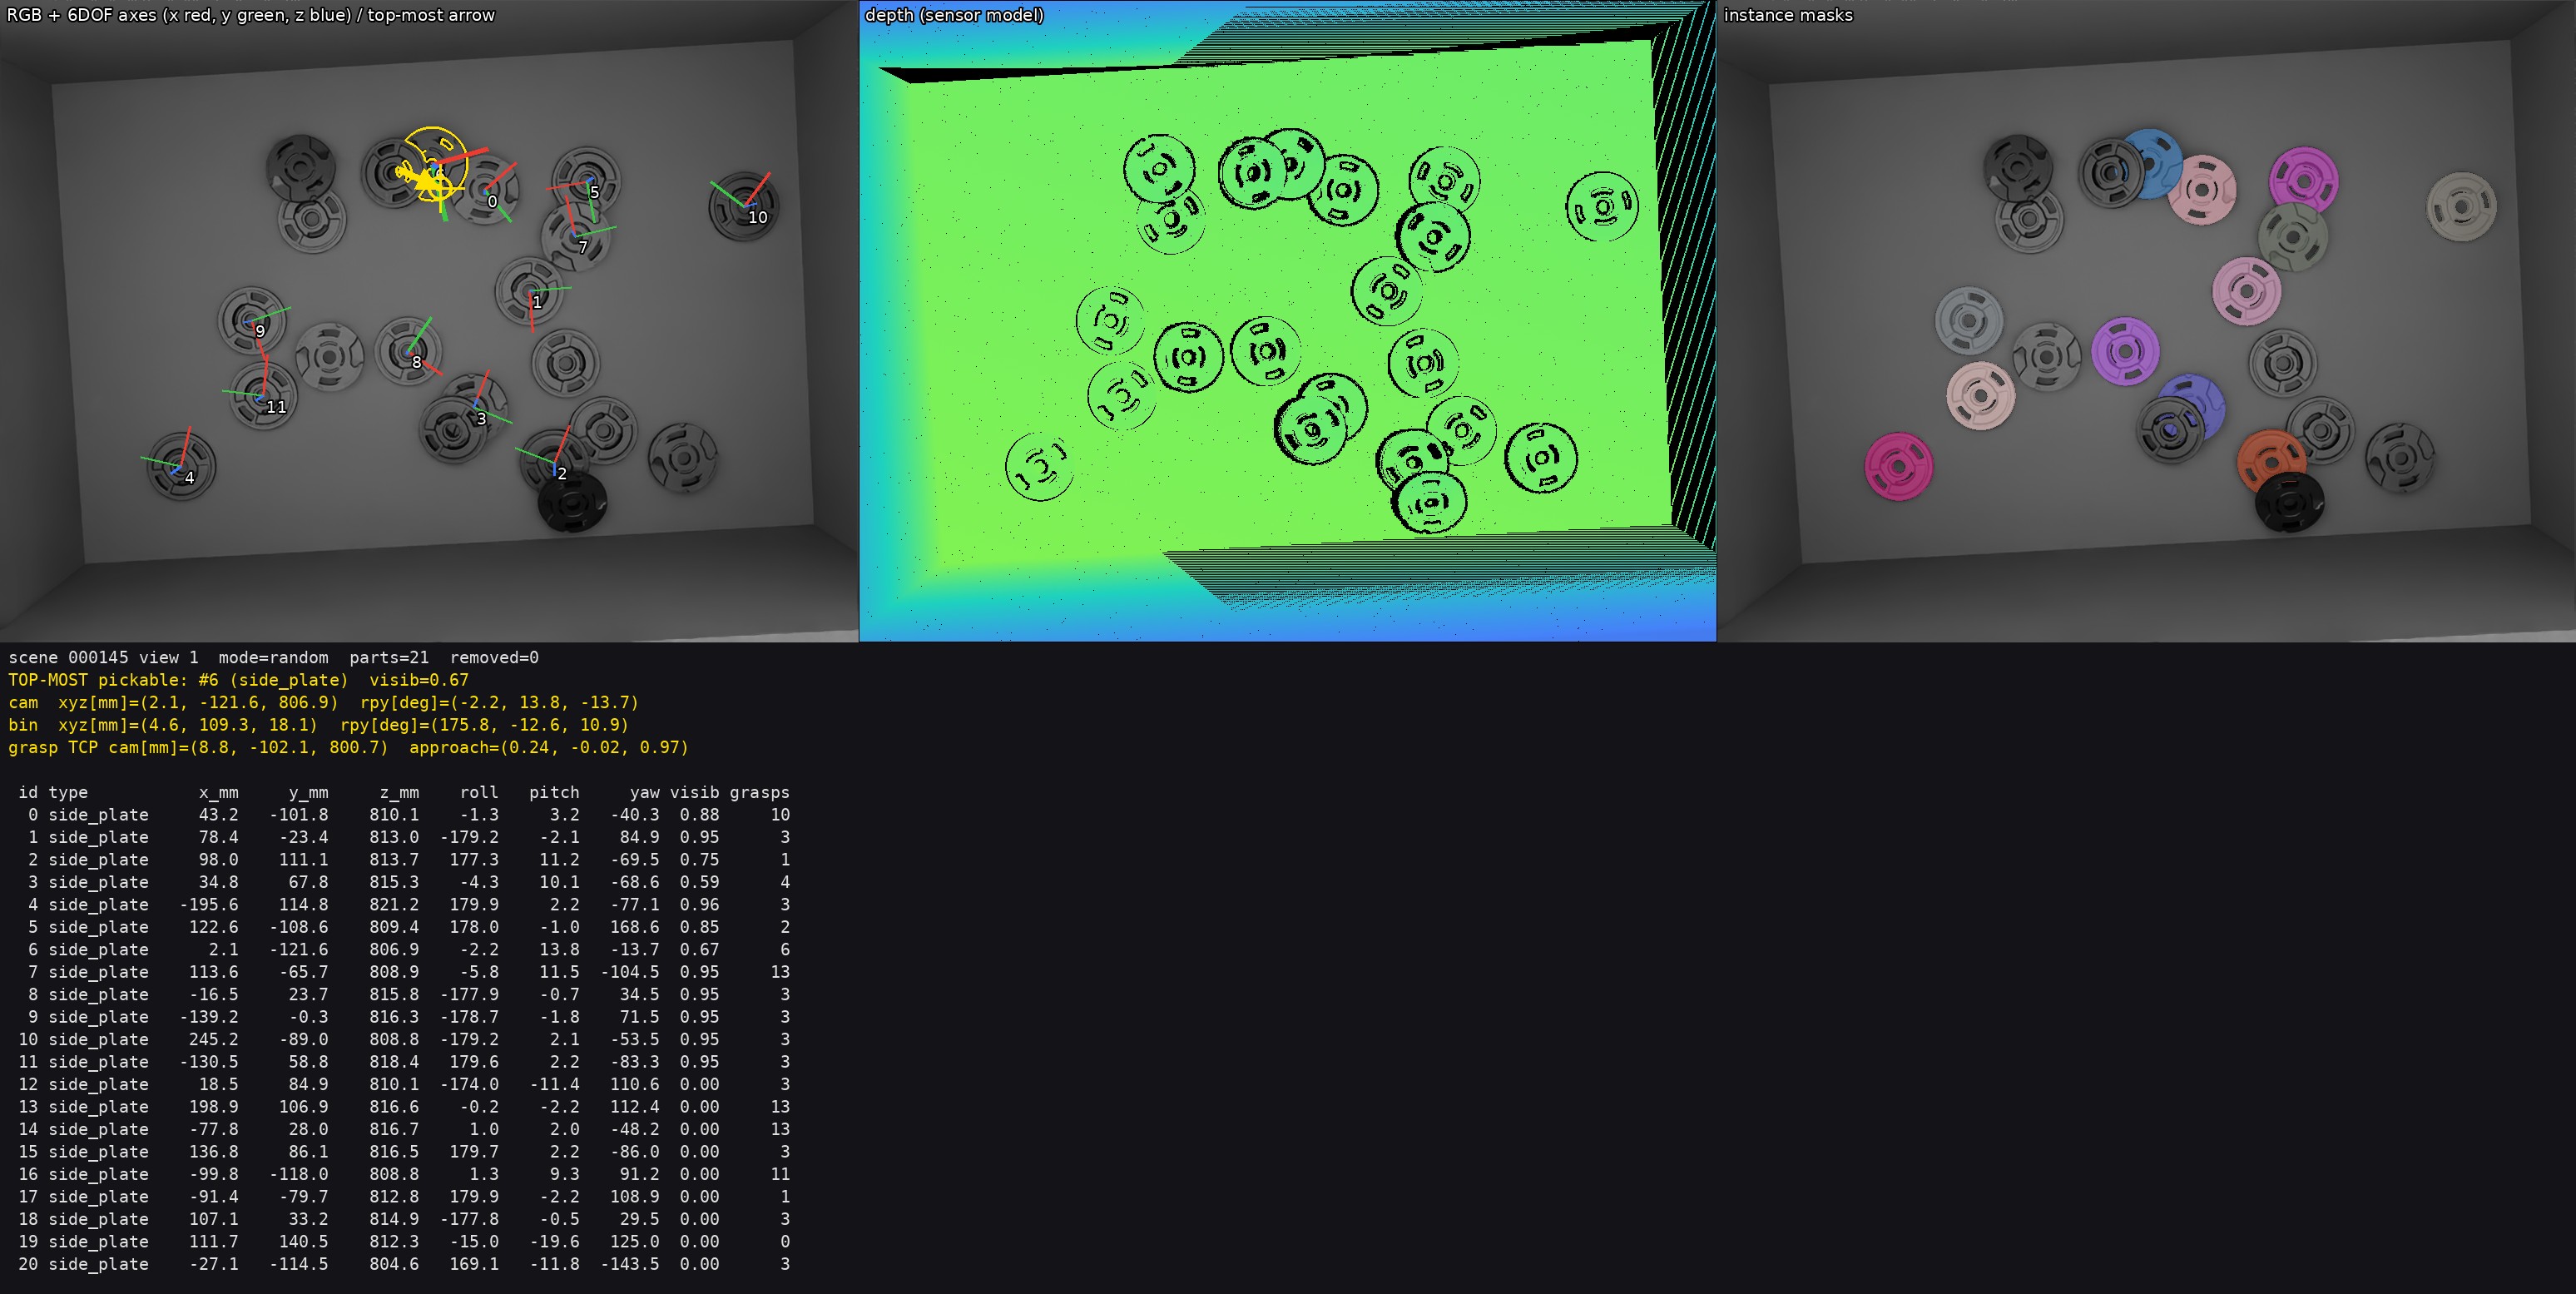 RGB + 6DOF axes (x red, y green, z blue) / top-most arrow
depth (sensor model)
instance masks
6
0
5
10
7
1
9
8
11
3
2
4
scene 000145 view 1  mode=random  parts=21  removed=0
TOP-MOST pickable: #6 (side_plate)  visib=0.67
cam  xyz[mm]=(2.1, -121.6, 806.9)  rpy[deg]=(-2.2, 13.8, -13.7)
bin  xyz[mm]=(4.6, 109.3, 18.1)  rpy[deg]=(175.8, -12.6, 10.9)
grasp TCP cam[mm]=(8.8, -102.1, 800.7)  approach=(0.24, -0.02, 0.97)
id type x_mm y_mm z_mm roll pitch yaw visib grasps
0 side_plate 43.2 -101.8 810.1 -1.3 3.2 -40.3 0.88 10
1 side_plate 78.4 -23.4 813.0 -179.2 -2.1 84.9 0.95 3
2 side_plate 98.0 111.1 813.7 177.3 11.2 -69.5 0.75 1
3 side_plate 34.8 67.8 815.3 -4.3 10.1 -68.6 0.59 4
4 side_plate -195.6 114.8 821.2 179.9 2.2 -77.1 0.96 3
5 side_plate 122.6 -108.6 809.4 178.0 -1.0 168.6 0.85 2
6 side_plate 2.1 -121.6 806.9 -2.2 13.8 -13.7 0.67 6
7 side_plate 113.6 -65.7 808.9 -5.8 11.5 -104.5 0.95 13
8 side_plate -16.5 23.7 815.8 -177.9 -0.7 34.5 0.95 3
9 side_plate -139.2 -0.3 816.3 -178.7 -1.8 71.5 0.95 3
10 side_plate 245.2 -89.0 808.8 -179.2 2.1 -53.5 0.95 3
11 side_plate -130.5 58.8 818.4 179.6 2.2 -83.3 0.95 3
12 side_plate 18.5 84.9 810.1 -174.0 -11.4 110.6 0.00 3
13 side_plate 198.9 106.9 816.6 -0.2 -2.2 112.4 0.00 13
14 side_plate -77.8 28.0 816.7 1.0 2.0 -48.2 0.00 13
15 side_plate 136.8 86.1 816.5 179.7 2.2 -86.0 0.00 3
16 side_plate -99.8 -118.0 808.8 1.3 9.3 91.2 0.00 11
17 side_plate -91.4 -79.7 812.8 179.9 -2.2 108.9 0.00 1
18 side_plate 107.1 33.2 814.9 -177.8 -0.5 29.5 0.00 3
19 side_plate 111.7 140.5 812.3 -15.0 -19.6 125.0 0.00 0
20 side_plate -27.1 -114.5 804.6 169.1 -11.8 -143.5 0.00 3